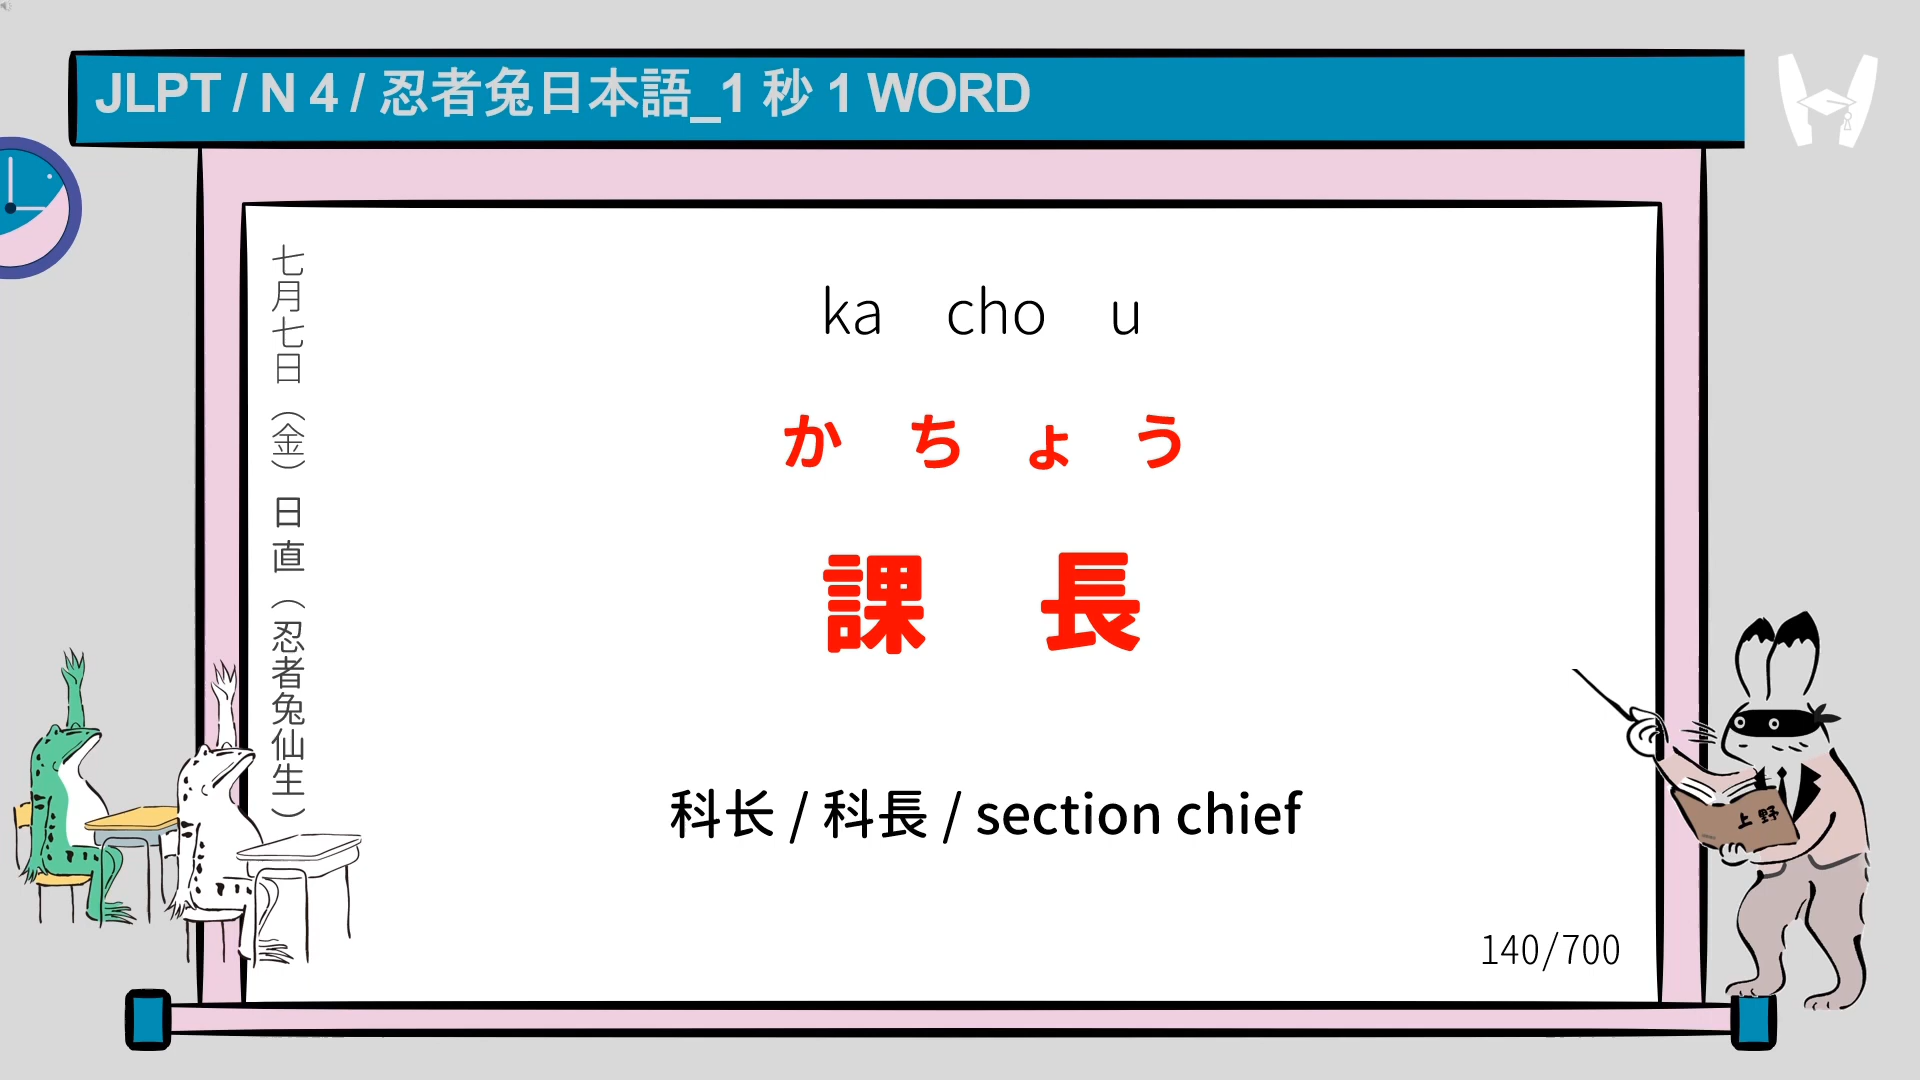 JLPT / N 4 / 忍者兔日本語_1 秒 1 WORD
七月七日（金）日直（忍者兔仙生）
ka cho u
か ち ょ う
課 長
科长 / 科長 / section chief
上野
140/700